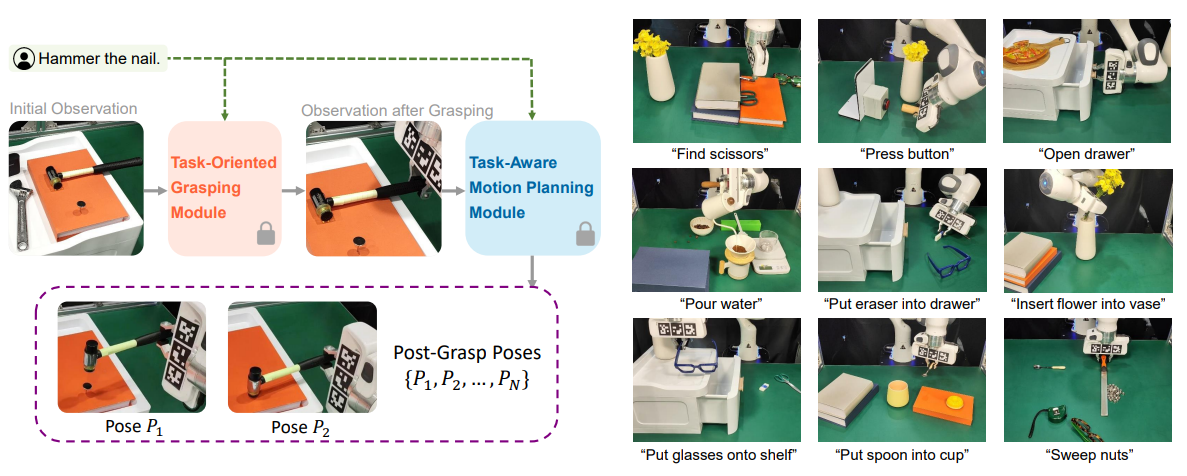 Hammer the nail.
Initial Observation
Observation after Grasping
Task-Oriented
Grasping
Module
Task-Aware
Motion Planning
Module
Post-Grasp Poses
{P₁, P₂, ... , P_N}
Pose P₁
Pose P₂
“Find scissors”
“Press button”
“Open drawer”
“Pour water”
“Put eraser into drawer”
“Insert flower into vase”
“Put glasses onto shelf”
“Put spoon into cup”
“Sweep nuts”